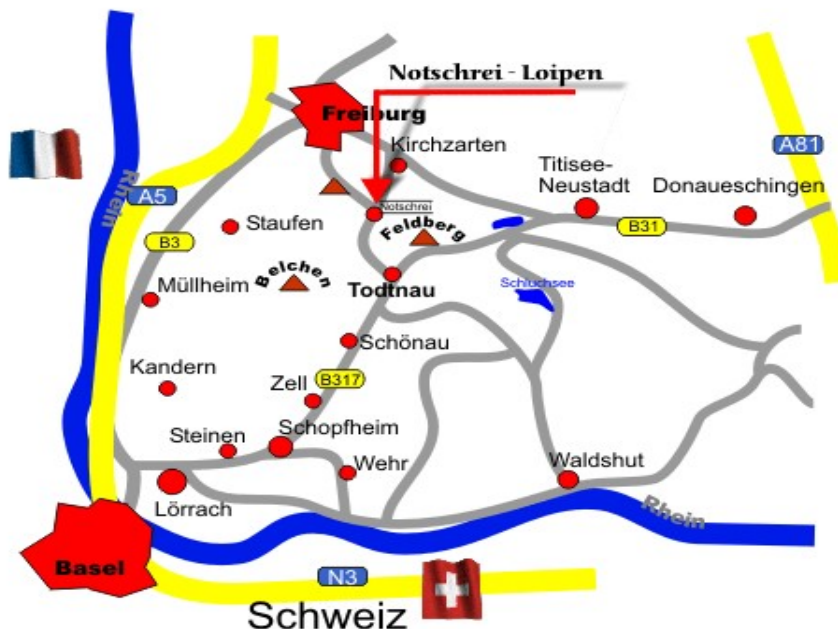 Notschrei - Loipen
Freiburg
Kirchzarten
A81
Titisee-
Neustadt
Donaueschingen
Rhein
A5
Notschrei
B3
Staufen
Feldberg
B31
Belchen
Müllheim
Todtnau
Schluchsee
Schönau
Kandern
Zell
B317
Steinen
Schopfheim
Wehr
Waldshut
Lörrach
Rhein
Basel
N3
Schweiz